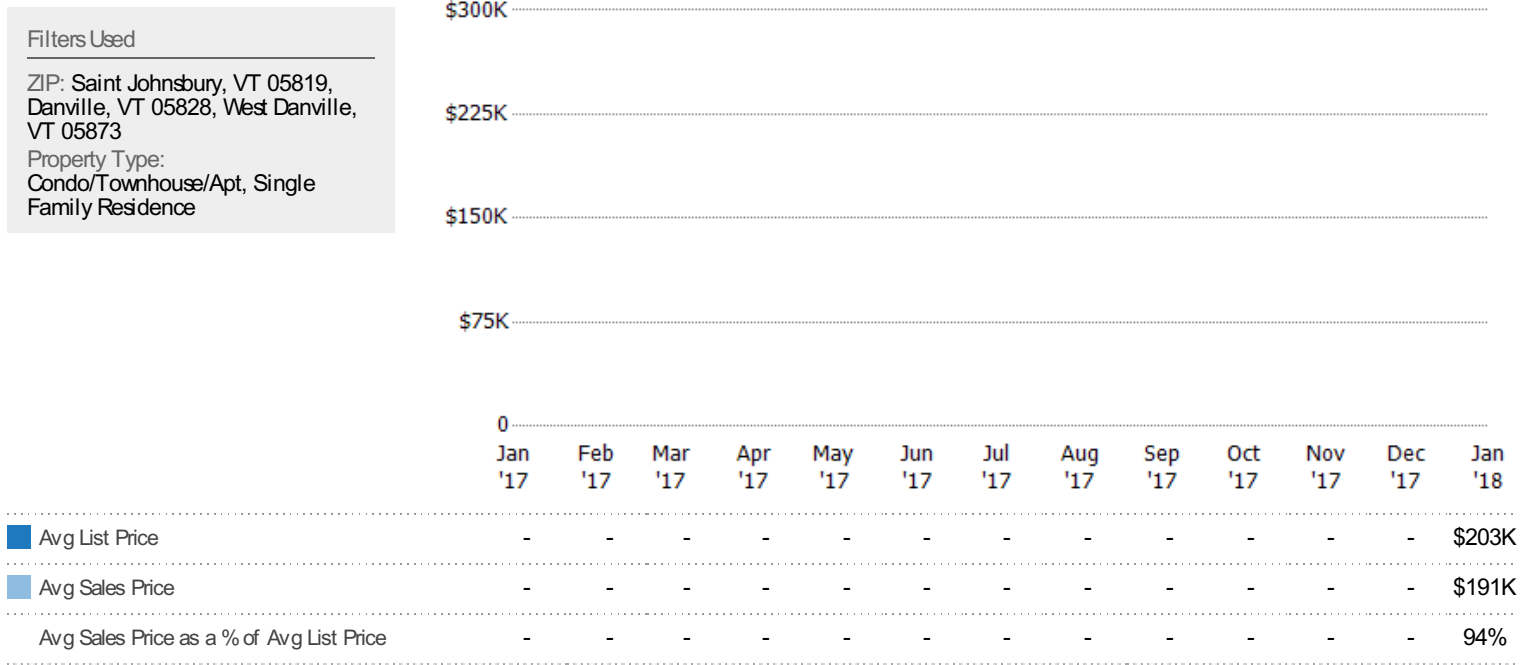 Filters Used
ZIP: Saint Johnsbury, VT 05819,
Danville, VT 05828, West Danville,
VT 05873
Property Type:
Condo/Townhouse/Apt, Single
Family Residence
$300K
$225K
$150K
$75K
0
Jan Feb Mar Apr May Jun Jul Aug Sep Oct Nov Dec Jan
'17 '17 '17 '17 '17 '17 '17 '17 '17 '17 '17 '17 '18
Avg List Price - - - - - - - - - - - - $203K
Avg Sales Price - - - - - - - - - - - - $191K
Avg Sales Price as a % of Avg List Price - - - - - - - - - - - - 94%